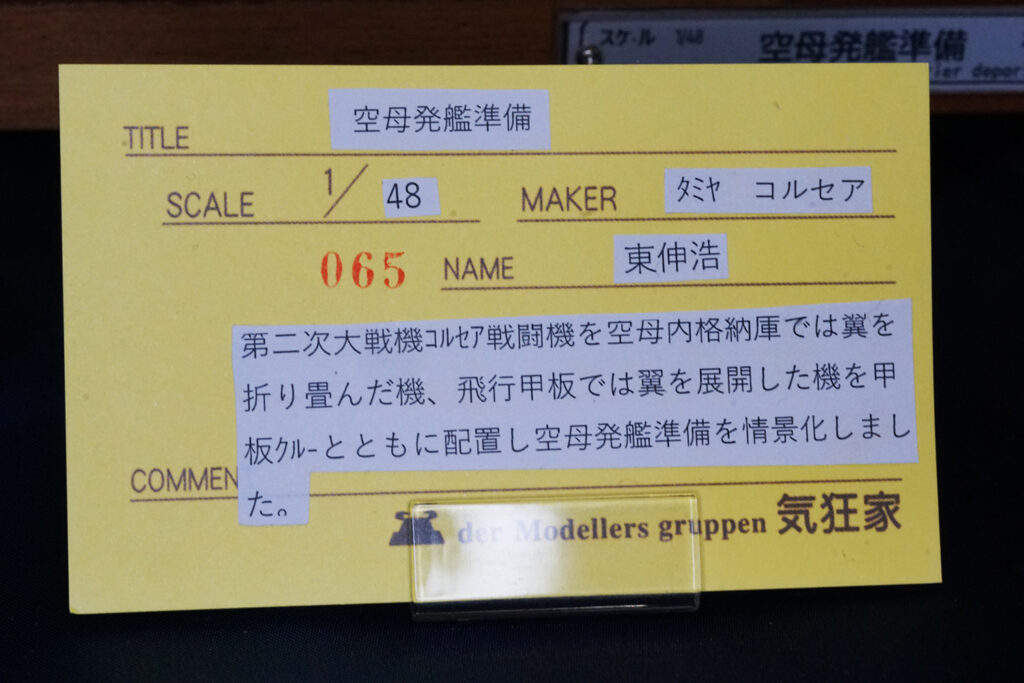 スケール 1/48 空母発艦準備
ier depar
TITLE 空母発艦準備
SCALE 1/48 MAKER ﾀﾐﾔ コルセア
065 NAME 東伸浩
第二次大戦機ｺﾙｾｱ戦闘機を空母内格納庫では翼を
折り畳んだ機、飛行甲板では翼を展開した機を甲
板ｸﾙｰとともに配置し空母発艦準備を情景化しまし
た。
COMMEN
der Modellers gruppen 気狂家